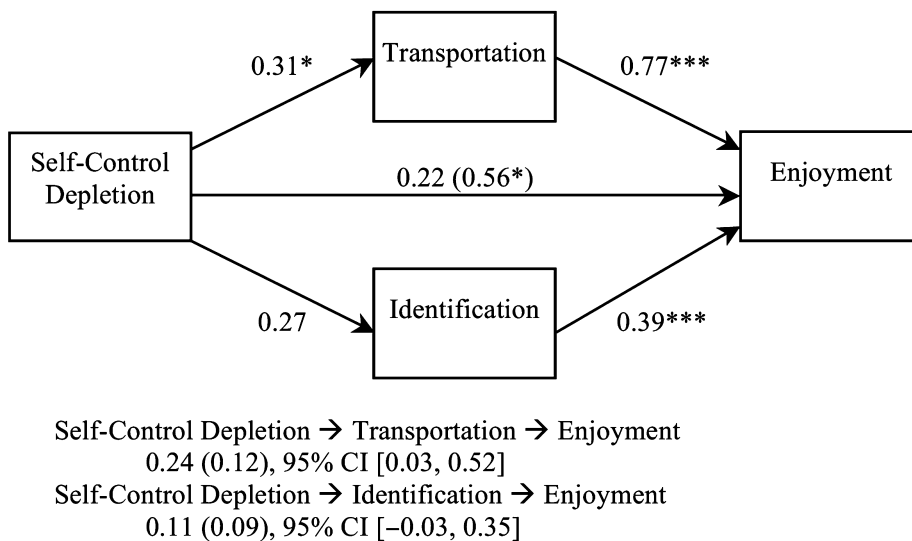 Transportation
0.31*
0.77***
Self-Control
Depletion
0.22 (0.56*)
Enjoyment
Identification
0.27
0.39***
Self-Control Depletion → Transportation → Enjoyment
0.24 (0.12), 95% CI [0.03, 0.52]
Self-Control Depletion → Identification → Enjoyment
0.11 (0.09), 95% CI [−0.03, 0.35]